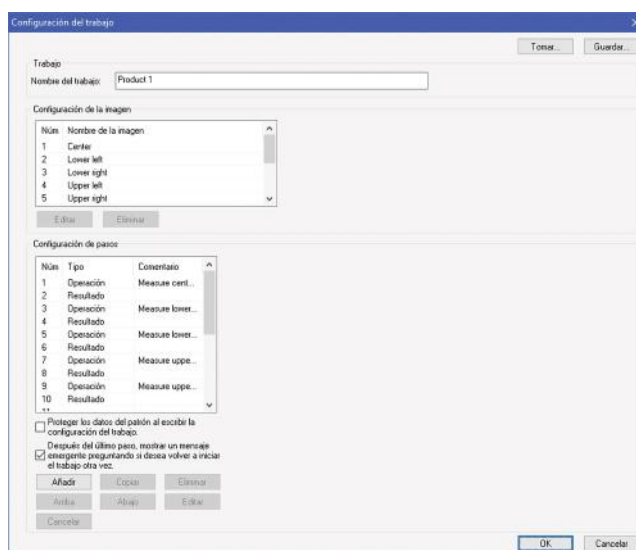 Configuración del trabajo
Tomar... Guardar...
Trabajo
Nombre del trabajo: Product 1
Configuración de la imagen
Núm Nombre de la imagen
1 Center
2 Lower left
3 Lower right
4 Upper left
5 Upper right
Editar Eliminar
Configuración de pasos
Núm Tipo Comentario
1 Operación Measure cent...
2 Resultado
3 Operación Measure lower...
4 Resultado
5 Operación Measure lower...
6 Resultado
7 Operación Measure uppe...
8 Resultado
9 Operación Measure uppe...
10 Resultado
11
Proteger los datos del patrón al escribir la
configuración del trabajo.
Después del último paso, mostrar un mensaje
emergente preguntando si desea volver a iniciar
el trabajo otra vez.
Añadir Copiar Eliminar
Arriba Abajo Editar
Cancelar
OK Cancelar